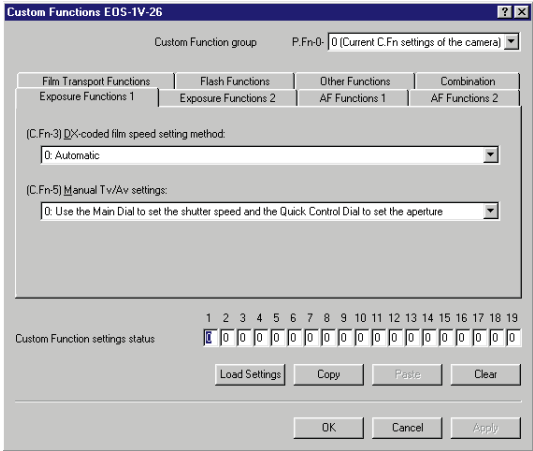 Custom Functions EOS-1V-26
Custom Function group P.Fn-0- 0 (Current C.Fn settings of the camera)
Film Transport Functions Flash Functions Other Functions Combination
Exposure Functions 1 Exposure Functions 2 AF Functions 1 AF Functions 2
(C.Fn-3) DX-coded film speed setting method:
0: Automatic
(C.Fn-5) Manual Tv/Av settings:
0: Use the Main Dial to set the shutter speed and the Quick Control Dial to set the aperture
1 2 3 4 5 6 7 8 9 10 11 12 13 14 15 16 17 18 19
Custom Function settings status 0 0 0 0 0 0 0 0 0 0 0 0 0 0 0 0 0 0 0
Load Settings Copy Paste Clear
OK Cancel Apply